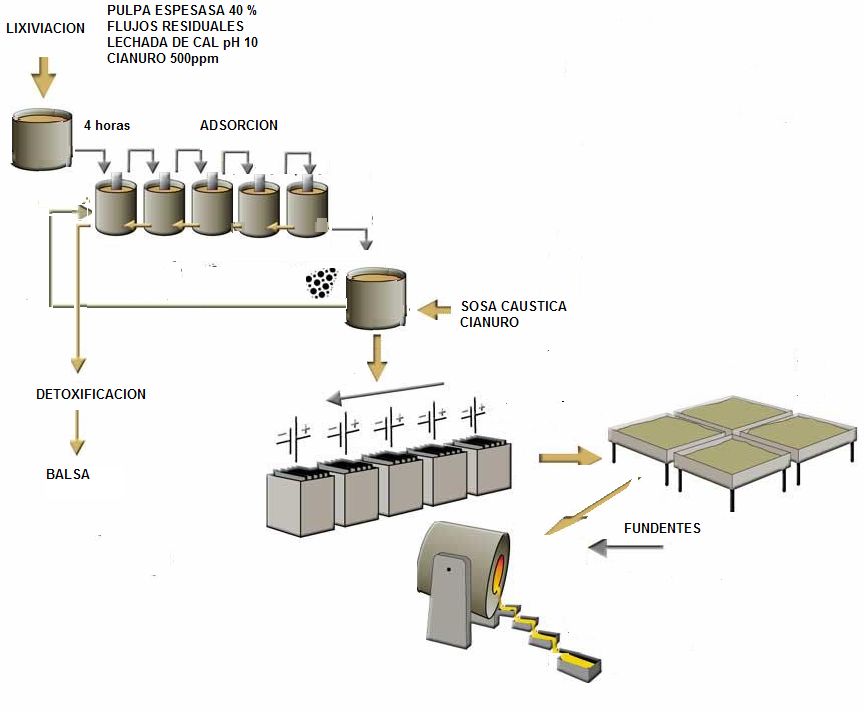 LIXIVIACION
PULPA ESPESASA 40 %
FLUJOS RESIDUALES
LECHADA DE CAL pH 10
CIANURO 500ppm
4 horas
ADSORCION
SOSA CAUSTICA
CIANURO
DETOXIFICACION
BALSA
FUNDENTES